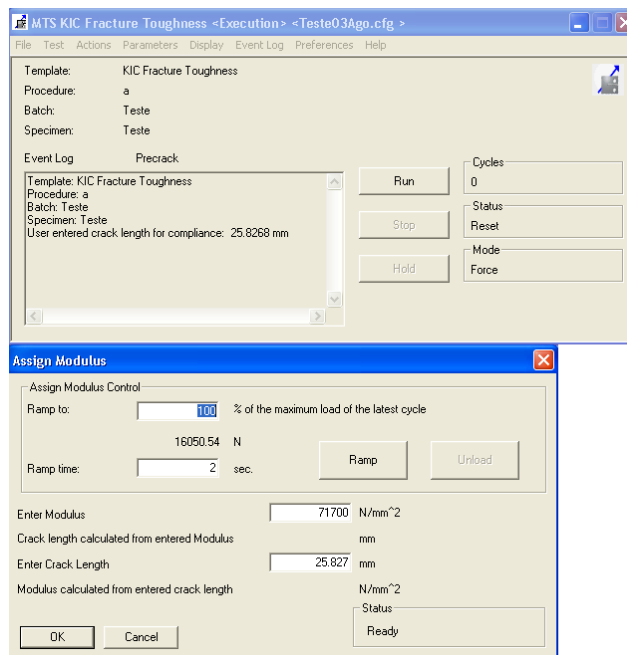 MTS KIC Fracture Toughness <Execution> <Teste03Ago.cfg >
File Test Actions Parameters Display Event Log Preferences Help
Template: KIC Fracture Toughness
Procedure: a
Batch: Teste
Specimen: Teste
Event Log Precrack
Template: KIC Fracture Toughness
Procedure: a
Batch: Teste
Specimen: Teste
User entered crack length for compliance: 25.8268 mm
Run
Stop
Hold
Cycles
0
Status
Reset
Mode
Force
Assign Modulus
Assign Modulus Control
Ramp to: 100 % of the maximum load of the latest cycle
16050.54 N
Ramp time: 2 sec.
Ramp Unload
Enter Modulus 71700 N/mm^2
Crack length calculated from entered Modulus mm
Enter Crack Length 25.827 mm
Modulus calculated from entered crack length N/mm^2
Status
Ready
OK Cancel